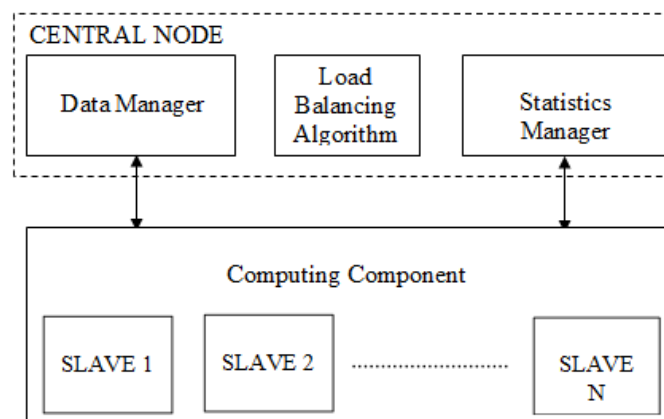 CENTRAL NODE
Data Manager
Load
Balancing
Algorithm
Statistics
Manager
Computing Component
SLAVE 1
SLAVE 2
SLAVE
N